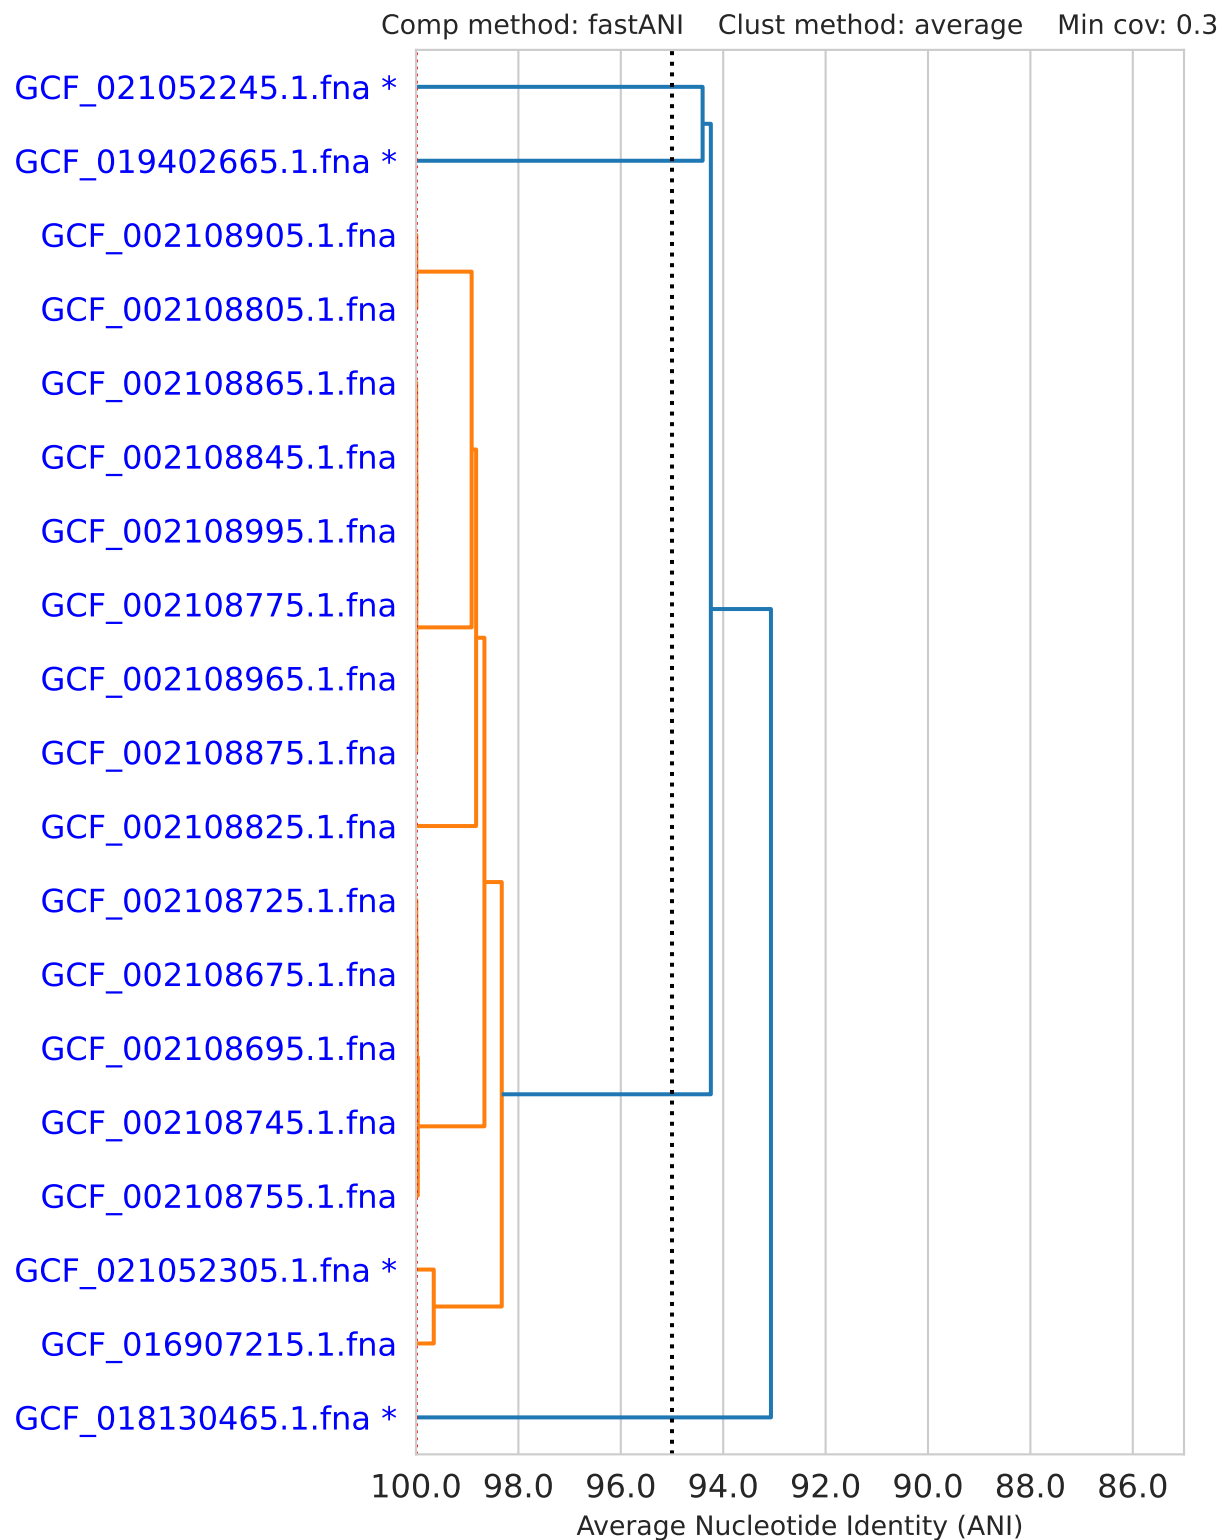 Comp method: fastANI    Clust method: average    Min cov: 0.3
GCF_021052245.1.fna *
GCF_019402665.1.fna *
GCF_002108905.1.fna
GCF_002108805.1.fna
GCF_002108865.1.fna
GCF_002108845.1.fna
GCF_002108995.1.fna
GCF_002108775.1.fna
GCF_002108965.1.fna
GCF_002108875.1.fna
GCF_002108825.1.fna
GCF_002108725.1.fna
GCF_002108675.1.fna
GCF_002108695.1.fna
GCF_002108745.1.fna
GCF_002108755.1.fna
GCF_021052305.1.fna *
GCF_016907215.1.fna
GCF_018130465.1.fna *
100.0 98.0 96.0 94.0 92.0 90.0 88.0 86.0
Average Nucleotide Identity (ANI)